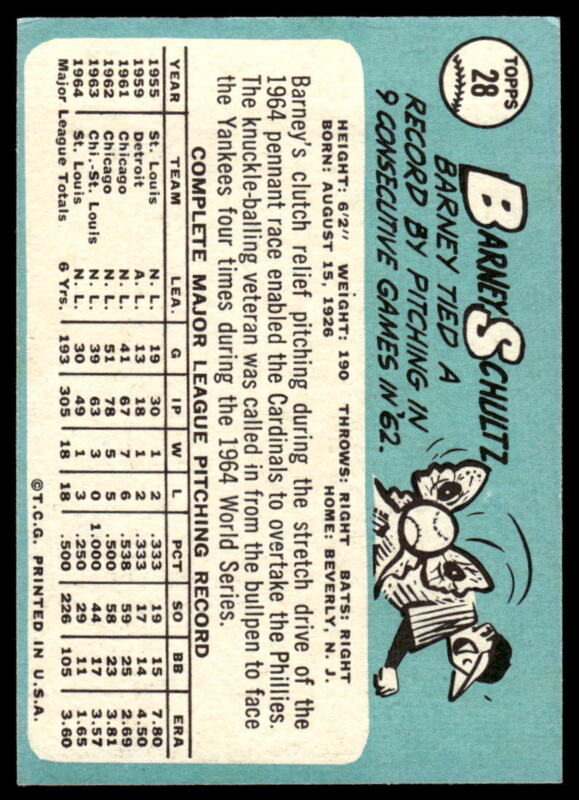 TOPPS
28
BARNEY SCHULTZ
BARNEY TIED A
RECORD BY PITCHING IN
9 CONSECUTIVE GAMES IN '62.
HEIGHT: 6'2" WEIGHT: 190 THROWS: RIGHT BATS: RIGHT
BORN: AUGUST 15, 1926 HOME: BEVERLY, N. J.
Barney's clutch relief pitching during the stretch drive of the
1964 pennant race enabled the Cardinals to overtake the Phillies.
The knuckle-balling veteran was called in from the bullpen to face
the Yankees four times during the 1964 World Series.
COMPLETE MAJOR LEAGUE PITCHING RECORD
YEAR TEAM LEA. G IP W L PCT SO BB ERA
1955 St. Louis N. L. 19 30 1 2 .333 19 15 7.80
1959 Detroit A. L. 13 18 1 2 .333 17 14 4.50
1961 Chicago N. L. 41 67 7 6 .538 59 25 2.69
1962 Chicago N. L. 51 78 5 5 .500 58 23 3.81
1963 Chi.-St. Louis N. L. 39 63 3 0 1.000 44 17 3.57
1964 St. Louis N. L. 30 49 1 3 .250 29 11 1.65
Major League Totals 6 Yrs. 193 305 18 18 .500 226 105 3.60
©T.C.G. PRINTED IN U.S.A.